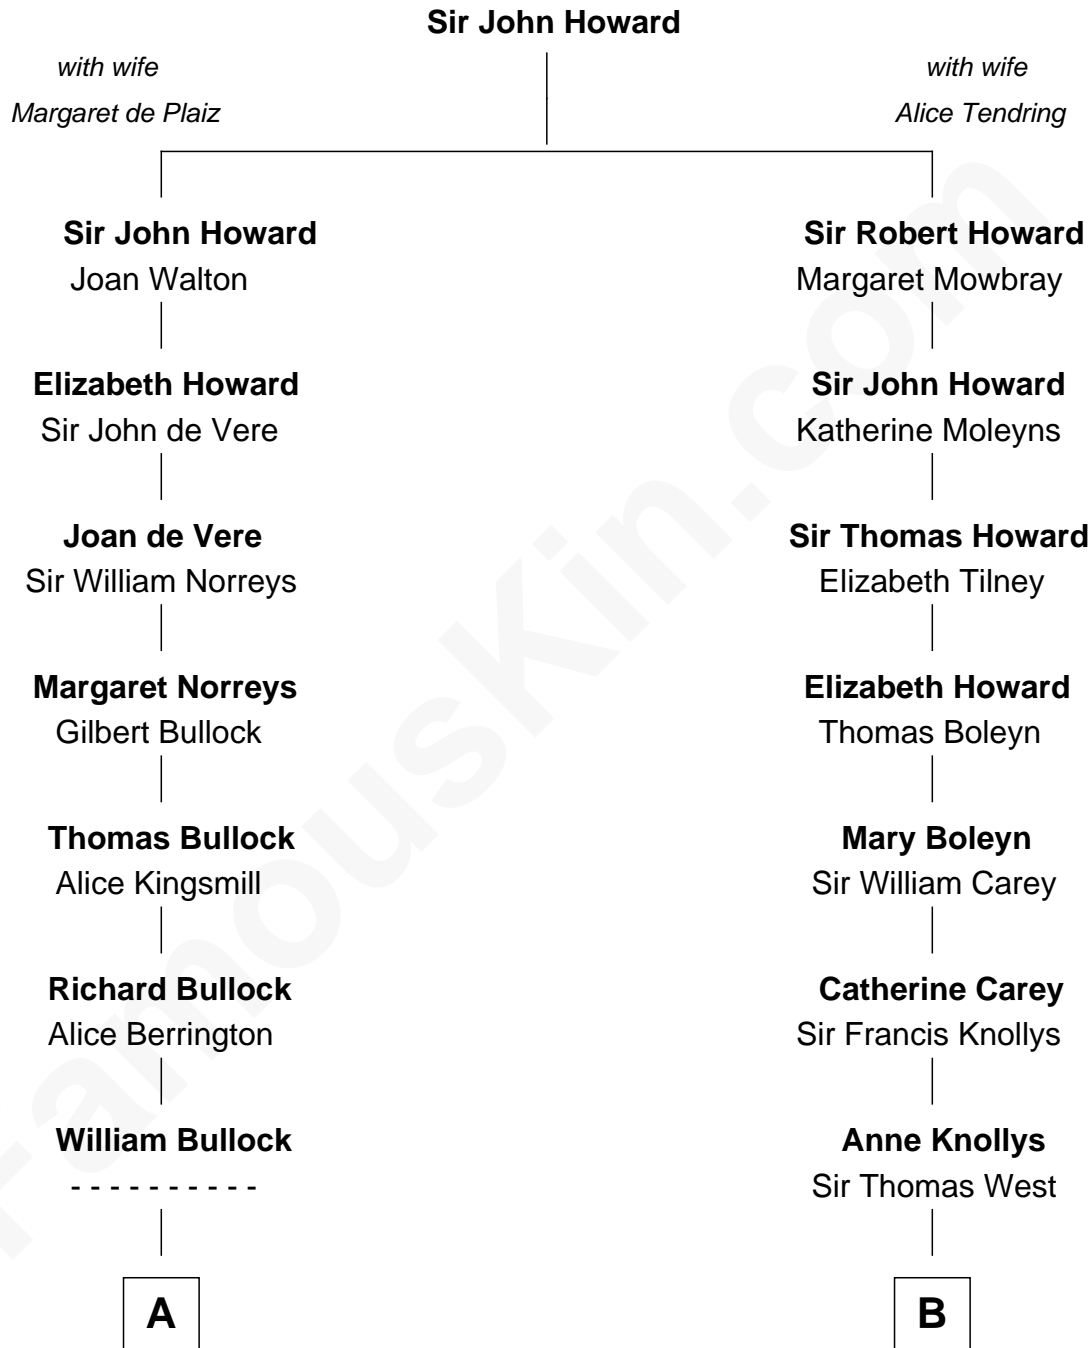 Sir John Howard
with wife
Margaret de Plaiz
with wife
Alice Tendring
Sir John Howard
Joan Walton
Sir Robert Howard
Margaret Mowbray
Elizabeth Howard
Sir John de Vere
Sir John Howard
Katherine Moleyns
Joan de Vere
Sir William Norreys
Sir Thomas Howard
Elizabeth Tilney
Margaret Norreys
Gilbert Bullock
Elizabeth Howard
Thomas Boleyn
Thomas Bullock
Alice Kingsmill
Mary Boleyn
Sir William Carey
Richard Bullock
Alice Berrington
Catherine Carey
Sir Francis Knollys
William Bullock
- - - - - - - - - -
Anne Knollys
Sir Thomas West
A
B
FamousKin.com